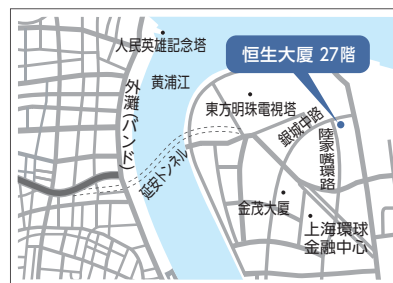 人民英雄記念塔
恒生大厦 27階
黄浦江
外灘(バンド)
東方明珠電視塔
銀城中路
陸家嘴環路
延安トンネル
金茂大厦
上海環球
金融中心